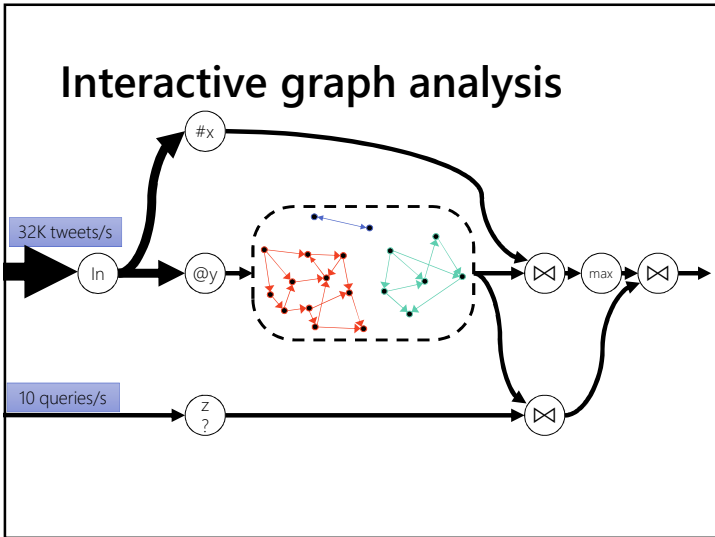 Interactive graph analysis
#x
32K tweets/s
In
@y
⋈
max
⋈
10 queries/s
z
?
⋈